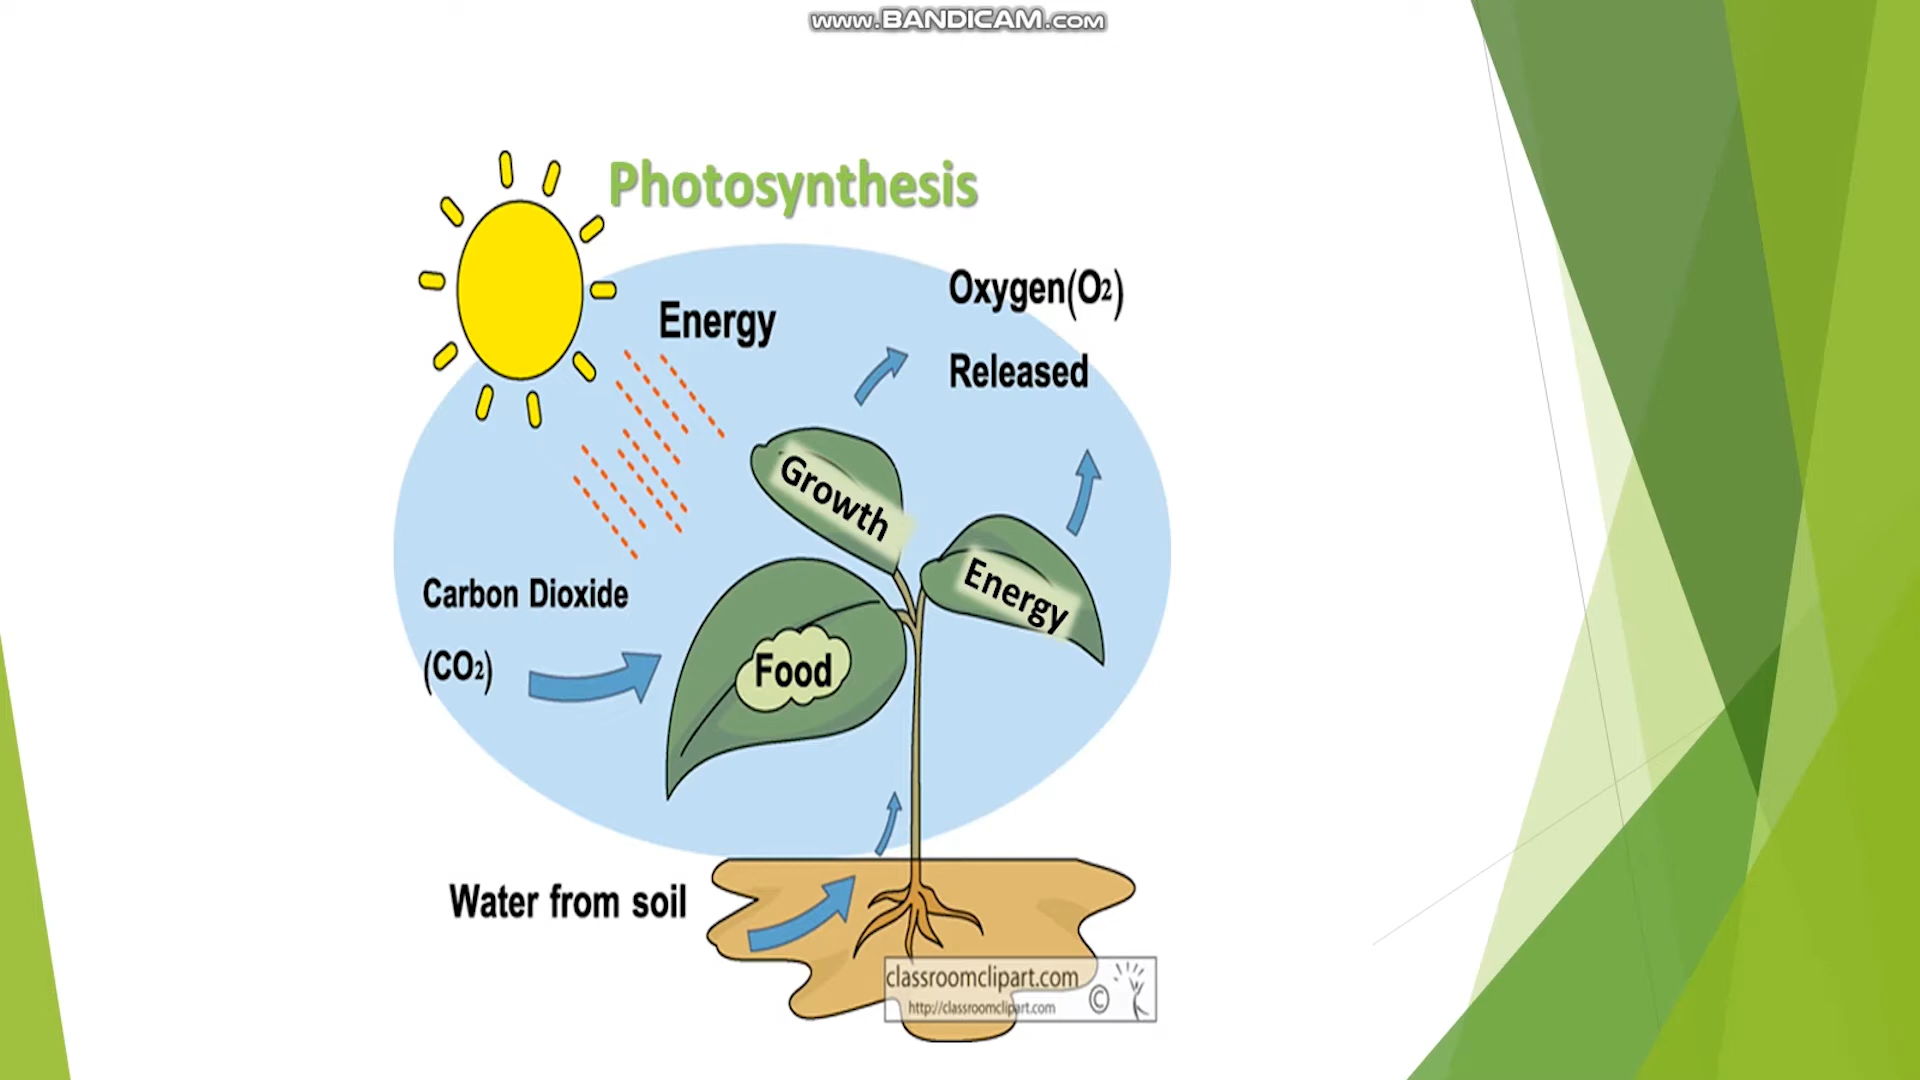 www.BANDICAM.com
Photosynthesis
Energy
Oxygen(O2)
Released
Growth
Energy
Carbon Dioxide
(CO2)
Food
Water from soil
classroomclipart.com
http://classroomclipart.com
©